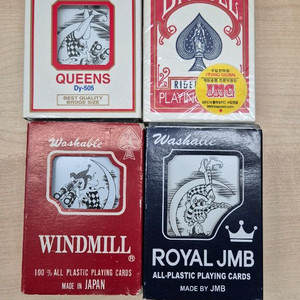 QUEENS
Dy-505
BEST QUALITY
BRIDGE SIZE
RIDER
PLAYING
Washable
WINDMILL ®
100 % ALL PLASTIC PLAYING CARDS
MADE IN JAPAN
Washable
ROYAL JMB
ALL-PLASTIC PLAYING CARDS
MADE BY JMB